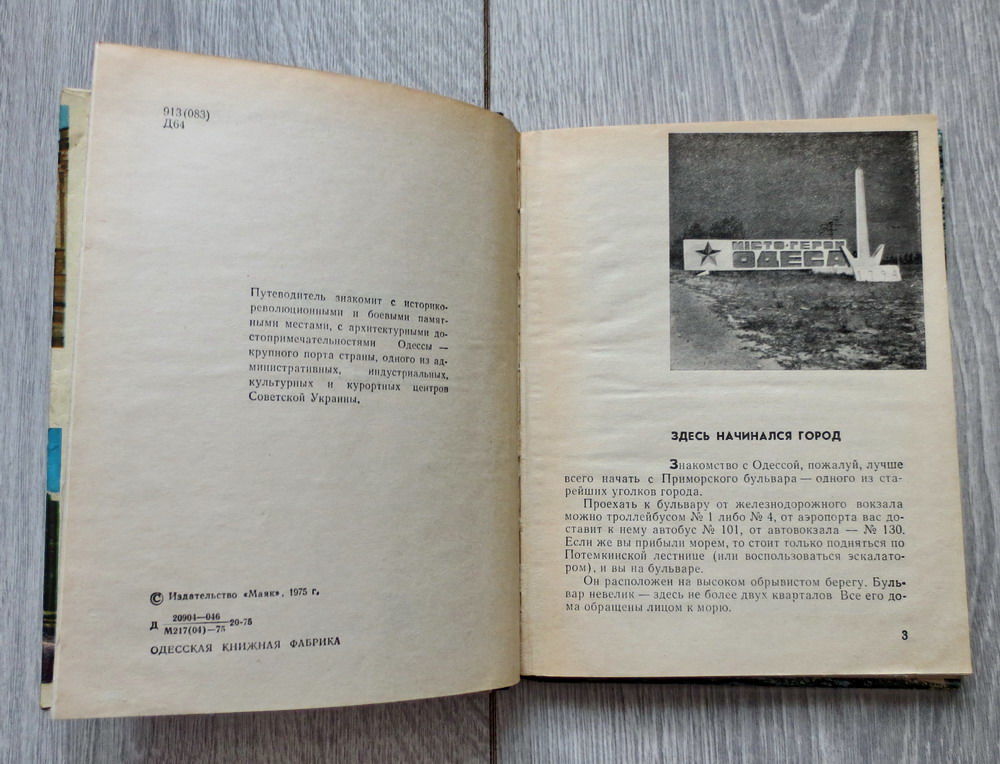 913(083)
Д64
Путеводитель знакомит с историко-
революционными и боевыми памят-
ными местами, с архитектурными до-
стопримечательностями Одессы —
крупного порта страны, одного из ад-
министративных, индустриальных,
культурных и курортных центров
Советской Украины.
© Издательство «Маяк», 1975 г.
Д 20904—046
М217(04)—75 20-75
ОДЕССКАЯ КНИЖНАЯ ФАБРИКА
МІСТО-ГЕРОЙ
ОДЕСА
1794
ЗДЕСЬ НАЧИНАЛСЯ ГОРОД
Знакомство с Одессой, пожалуй, лучше
всего начать с Приморского бульвара — одного из ста-
рейших уголков города.
Проехать к бульвару от железнодорожного вокзала
можно троллейбусом № 1 либо № 4, от аэропорта вас до-
ставит к нему автобус № 101, от автовокзала — № 130.
Если же вы прибыли морем, то стоит только подняться по
Потемкинской лестнице (или воспользоваться эскалато-
ром), и вы на бульваре.
Он расположен на высоком обрывистом берегу. Буль-
вар невелик — здесь не более двух кварталов Все его до-
ма обращены лицом к морю.
3